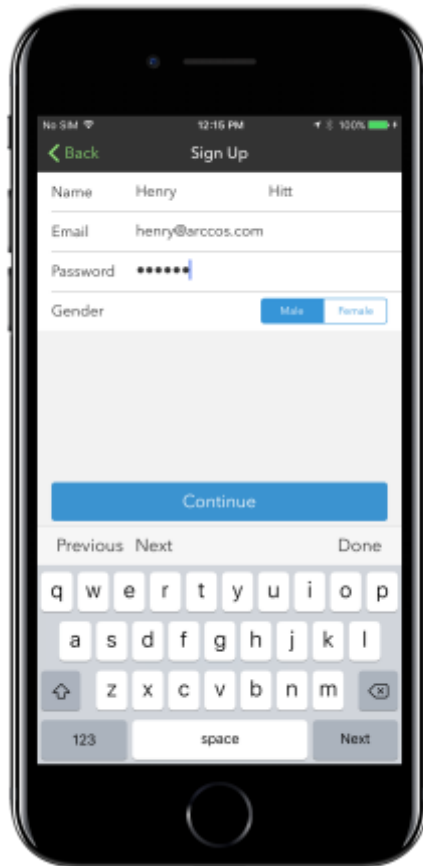 No SIM 12:15 PM 100%
Back Sign Up
Name Henry Hitt
Email henry@arccos.com
Password ••••••
Gender Male Female
Continue
Previous Next Done
q w e r t y u i o p
a s d f g h j k l
z x c v b n m
123 space Next